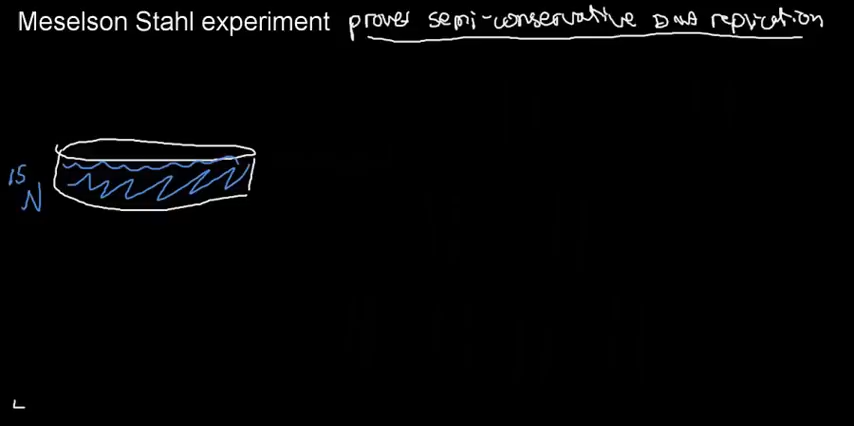 Meselson Stahl experiment proves semi-conservative DNA replication
15
N